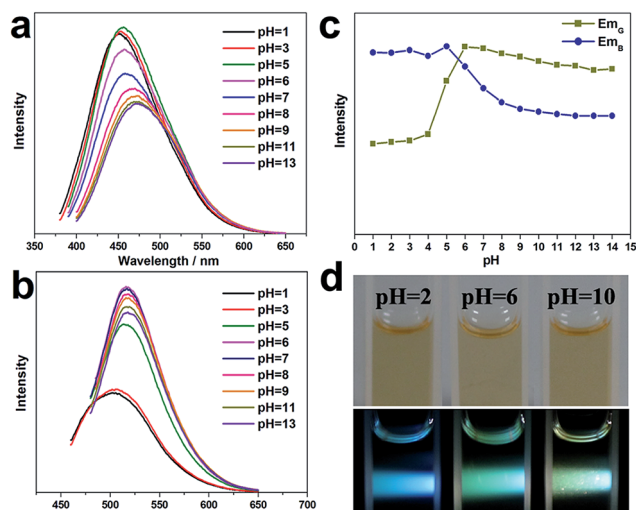 a
pH=1
pH=3
pH=5
pH=6
pH=7
pH=8
pH=9
pH=11
pH=13
Intensity
350 400 450 500 550 600 650 700
Wavelength / nm
b
pH=1
pH=3
pH=5
pH=6
pH=7
pH=8
pH=9
pH=11
pH=13
Intensity
450 500 550 600 650 700
c
EmG
EmB
Intensity
0 1 2 3 4 5 6 7 8 9 10 11 12 13 14 15
pH
d
pH=2 pH=6 pH=10